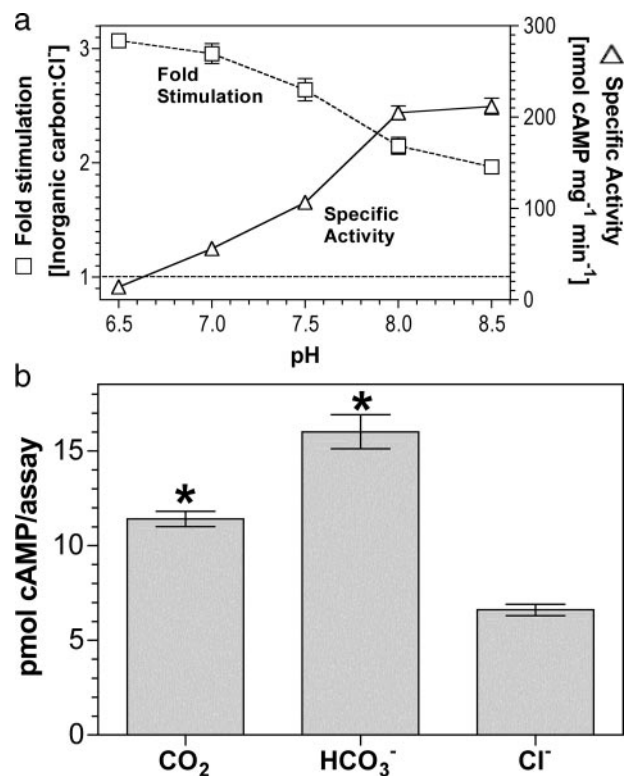 a
Fold stimulation
[Inorganic carbon:Cl⁻]
3
2
1
Fold
Stimulation
Specific
Activity
300
200
100
0
Specific Activity
[nmol cAMP mg⁻¹ min⁻¹]
6.5 7.0 7.5 8.0 8.5
pH
b
pmol cAMP/assay
15
10
5
0
* *
CO₂ HCO₃⁻ Cl⁻